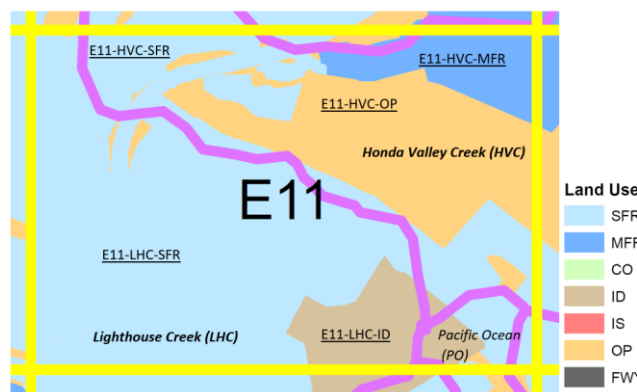 E11-HVC-SFR
E11-HVC-MFR
E11-HVC-OP
Honda Valley Creek (HVC)
E11
E11-LHC-SFR
Lighthouse Creek (LHC)
E11-LHC-ID
Pacific Ocean
(PO)
Land Use
SFR
MFR
CO
ID
IS
OP
FWY